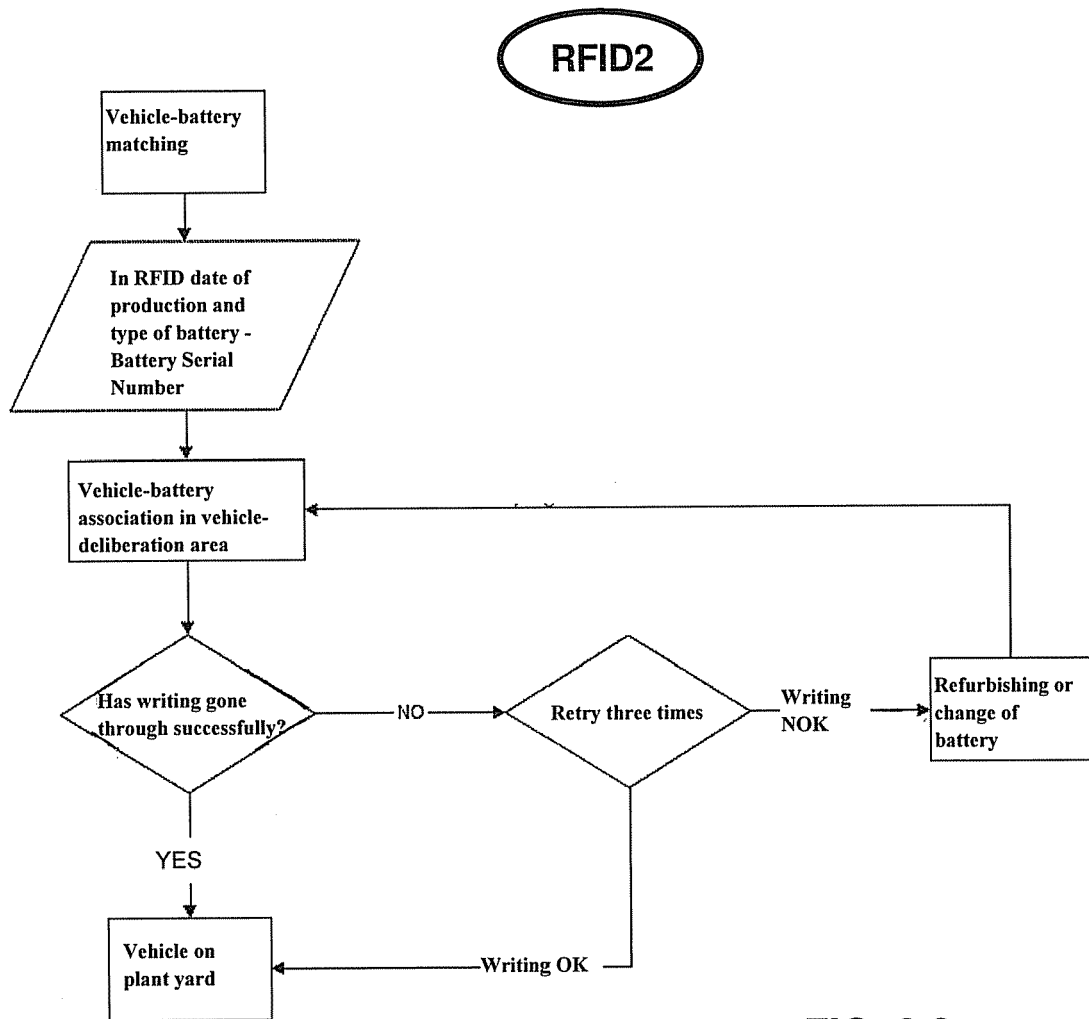 RFID2
Vehicle-battery
matching
In RFID date of
production and
type of battery -
Battery Serial
Number
Vehicle-battery
association in vehicle-
deliberation area
Has writing gone
through successfully?
NO
Retry three times
Writing
NOK
Refurbishing or
change of
battery
YES
Vehicle on
plant yard
Writing OK